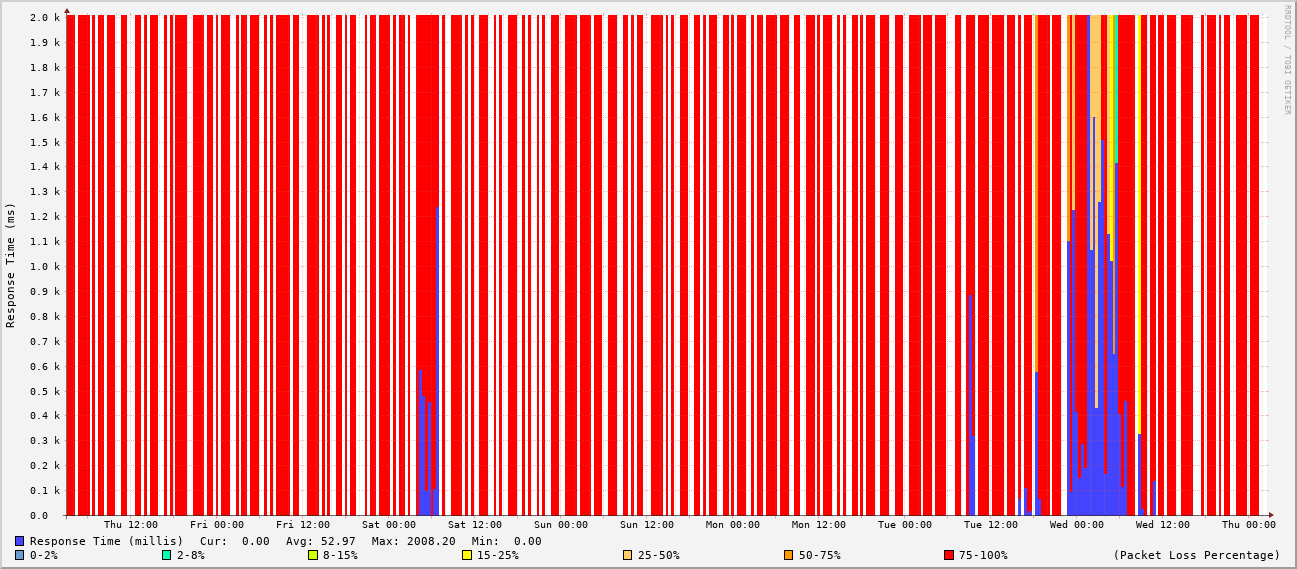 2.0 k
1.9 k
1.8 k
1.7 k
1.6 k
1.5 k
1.4 k
1.3 k
1.2 k
1.1 k
1.0 k
0.9 k
0.8 k
0.7 k
0.6 k
0.5 k
0.4 k
0.3 k
0.2 k
0.1 k
0.0
Response Time (ms)
RRDTOOL / TOBI OETIKER
Thu 12:00 Fri 00:00 Fri 12:00 Sat 00:00 Sat 12:00 Sun 00:00 Sun 12:00 Mon 00:00 Mon 12:00 Tue 00:00 Tue 12:00 Wed 00:00 Wed 12:00 Thu 00:00
Response Time (millis) Cur: 0.00 Avg: 52.97 Max: 2008.20 Min: 0.00
0-2% 2-8% 8-15% 15-25% 25-50% 50-75% 75-100% (Packet Loss Percentage)